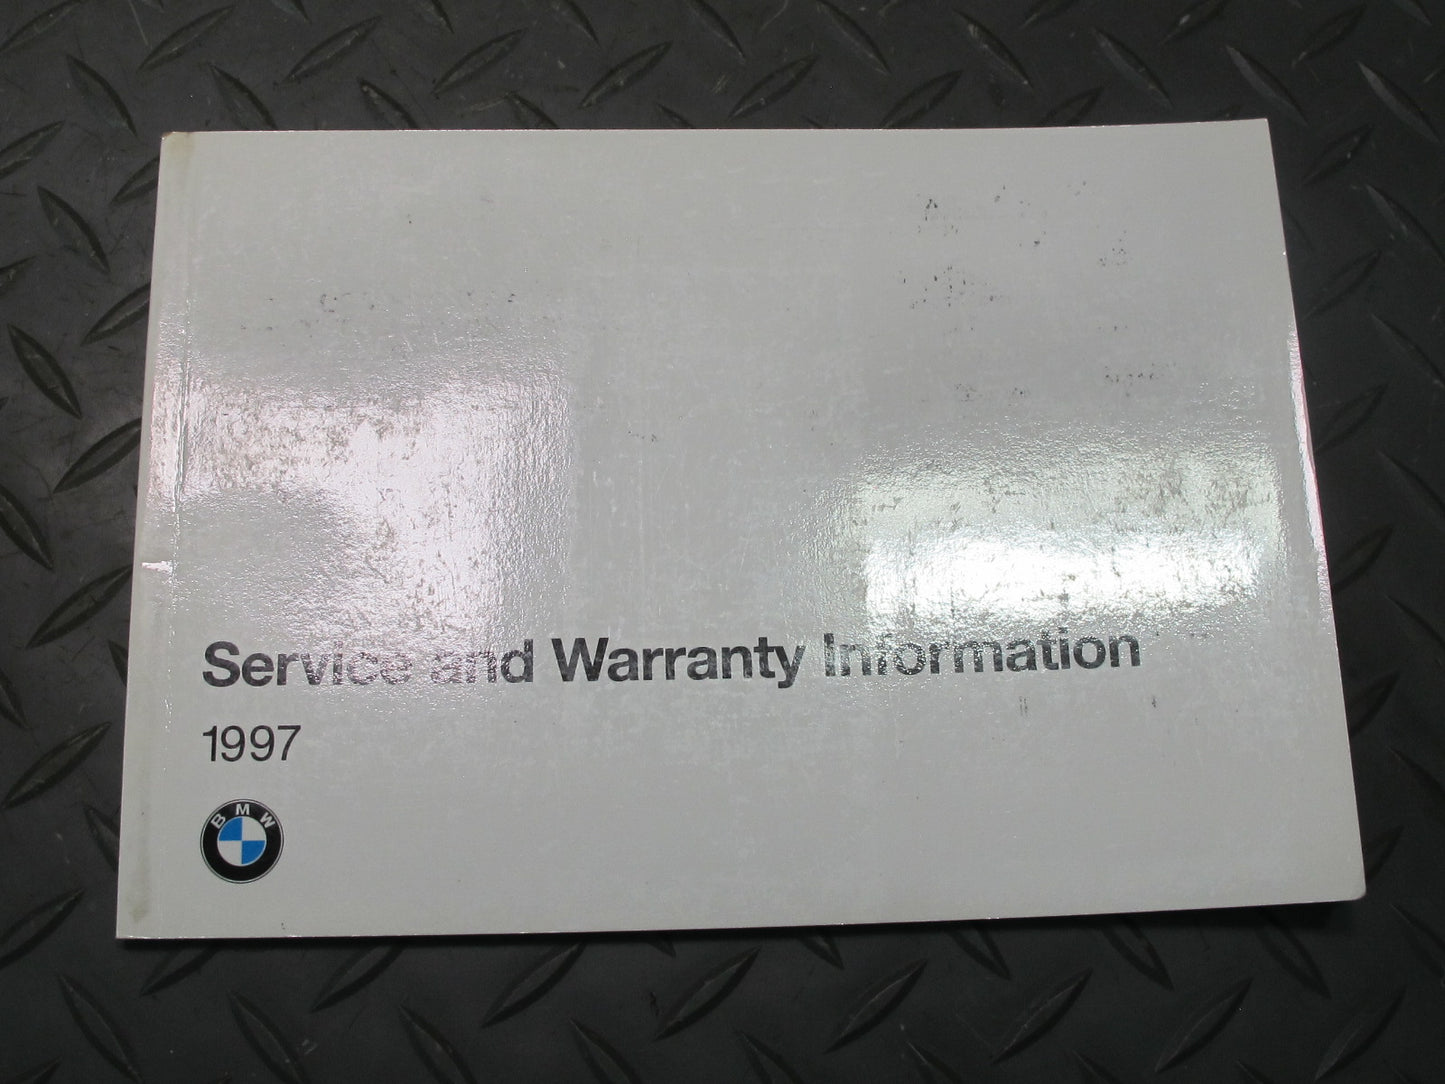 Service and Warranty Information
1997
BMW